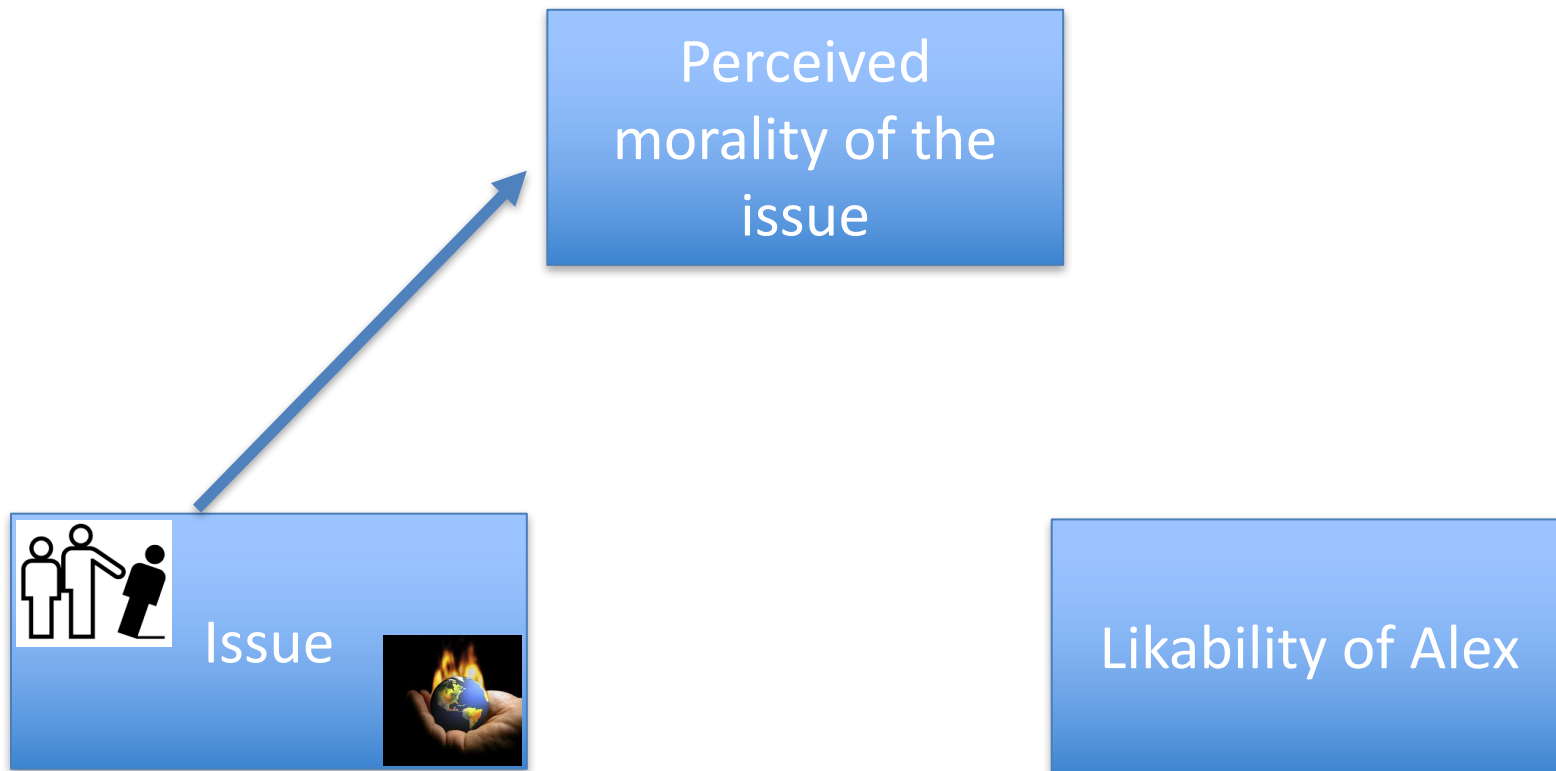 Perceived
morality of the
issue
Issue
Likability of Alex